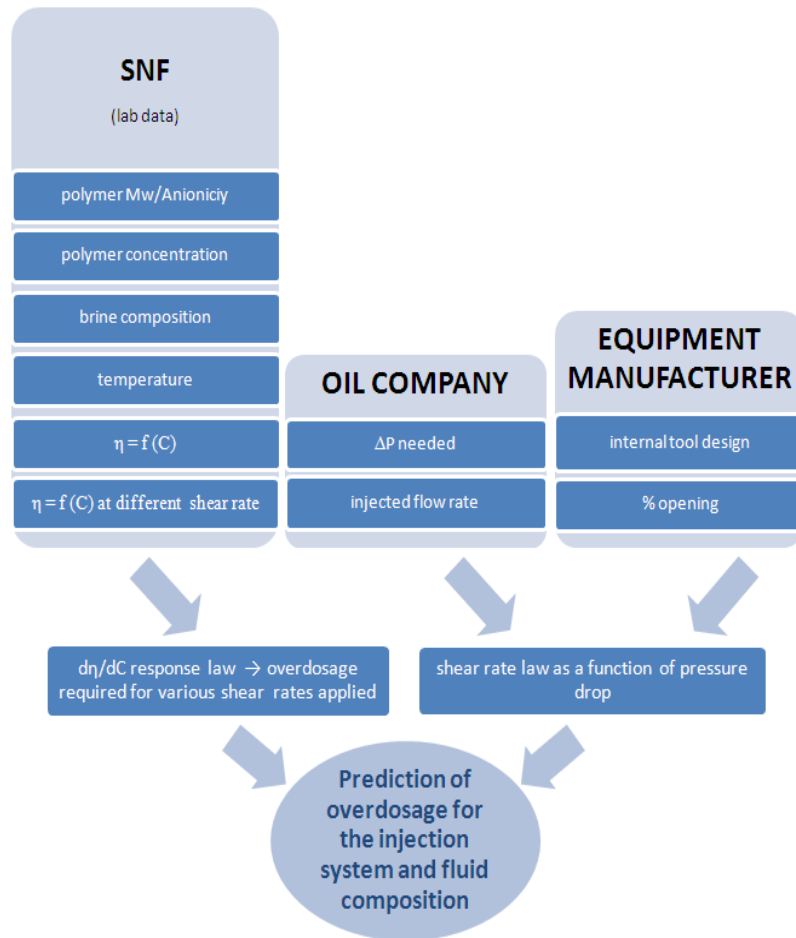 SNF
(lab data)
polymer Mw/Anioniciy
polymer concentration
brine composition
temperature
η = f (C)
η = f (C) at different shear rate
OIL COMPANY
ΔP needed
injected flow rate
EQUIPMENT
MANUFACTURER
internal tool design
% opening
dη/dC response law → overdosage
required for various shear rates applied
shear rate law as a function of pressure
drop
Prediction of
overdosage for
the injection
system and fluid
composition